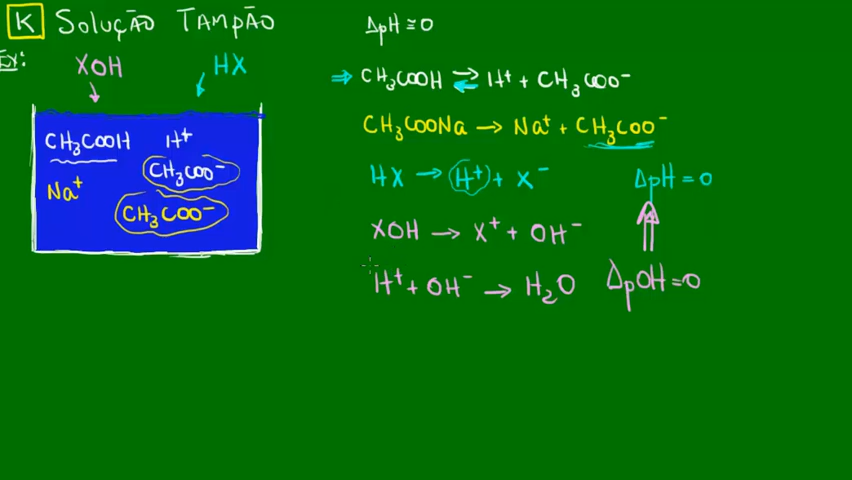 K Solução Tampão
ΔpH ≅ 0
Ex:
XOH
HX
⇒ CH₃COOH ⇌ H⁺ + CH₃COO⁻
CH₃COONa → Na⁺ + CH₃COO⁻
CH₃COOH H⁺
CH₃COO⁻
Na⁺
CH₃COO⁻
HX → H⁺ + X⁻ ΔpH = 0
XOH → X⁺ + OH⁻
H⁺ + OH⁻ → H₂O ΔpOH = 0